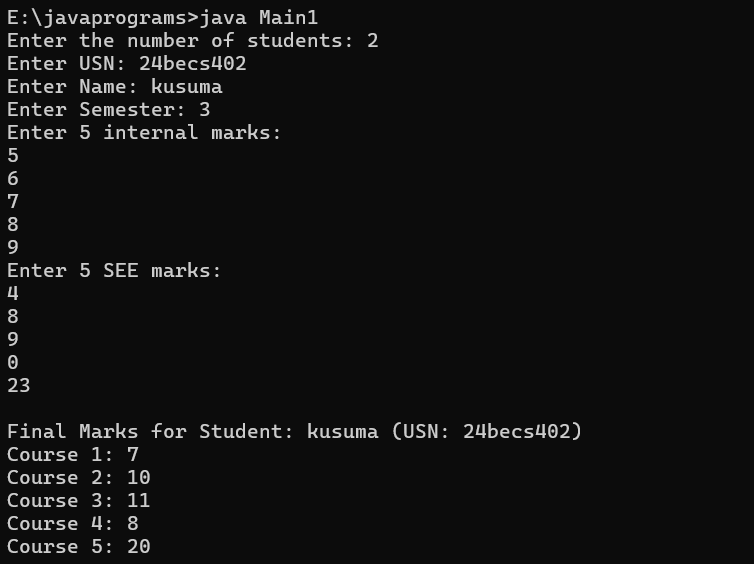 E:\javaprograms>java Main1
Enter the number of students: 2
Enter USN: 24becs402
Enter Name: kusuma
Enter Semester: 3
Enter 5 internal marks:
5
6
7
8
9
Enter 5 SEE marks:
4
8
9
0
23
Final Marks for Student: kusuma (USN: 24becs402)
Course 1: 7
Course 2: 10
Course 3: 11
Course 4: 8
Course 5: 20